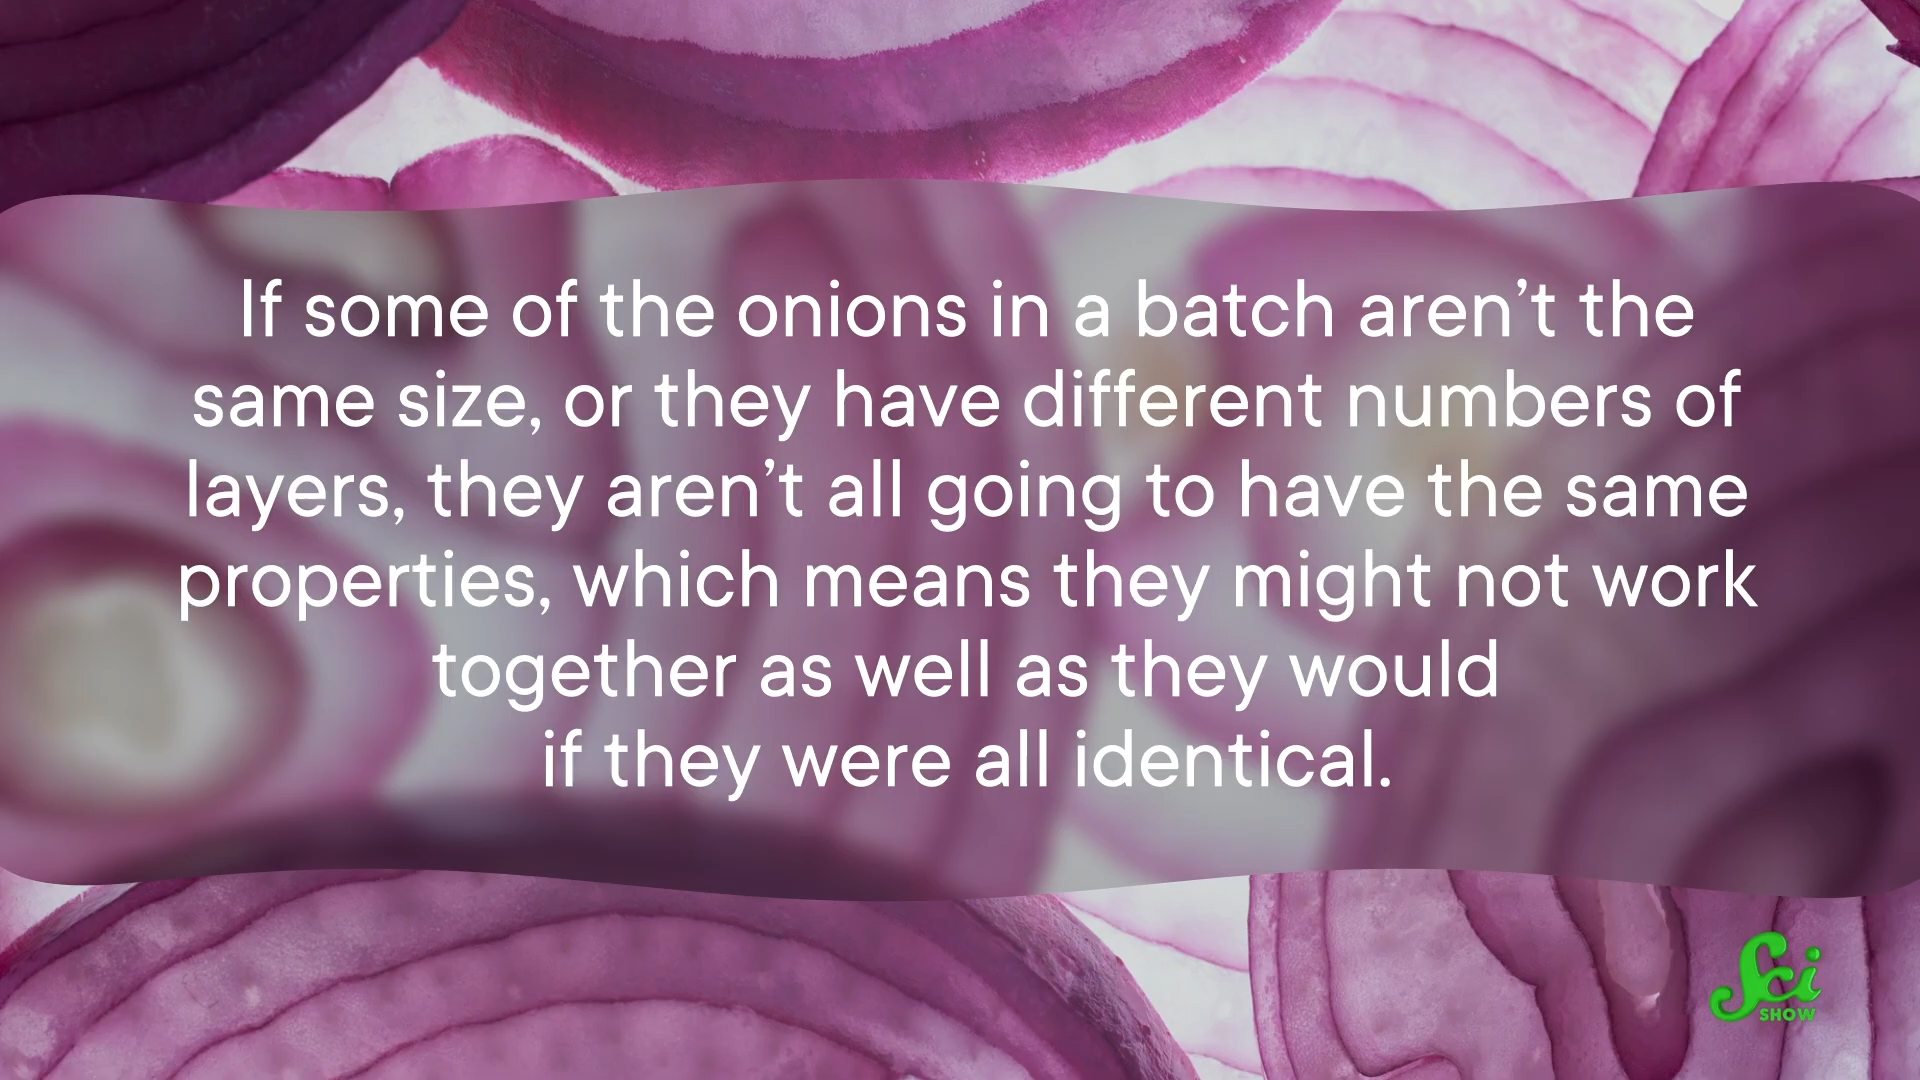 If some of the onions in a batch aren’t the
same size, or they have different numbers of
layers, they aren’t all going to have the same
properties, which means they might not work
together as well as they would
if they were all identical.
Sci
SHOW